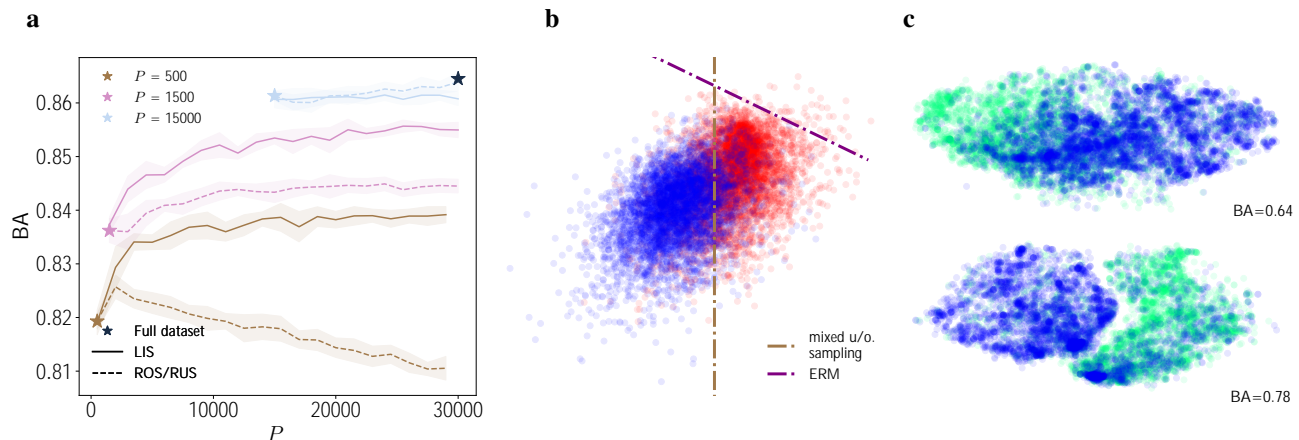 a
b
c
P = 500
P = 1500
P = 15000
0.86
0.85
0.84
0.83
0.82
0.81
BA
Full dataset
LIS
ROS/RUS
0
10000
20000
30000
P
mixed u/o.
sampling
ERM
BA=0.64
BA=0.78